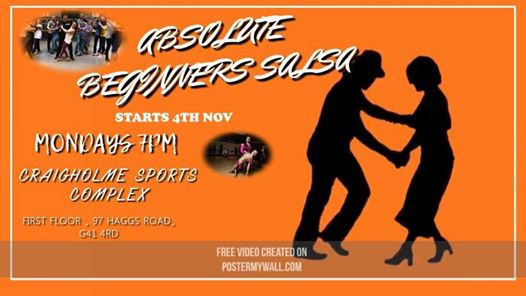 ABSOLUTE
BEGINNERS SALSA
STARTS 4TH NOV
MONDAYS 7PM
CRAIGHOLME SPORTS
COMPLEX
FIRST FLOOR , 97 HAGGS ROAD,
G41 4RD
FREE VIDEO CREATED ON
POSTERMYWALL.COM